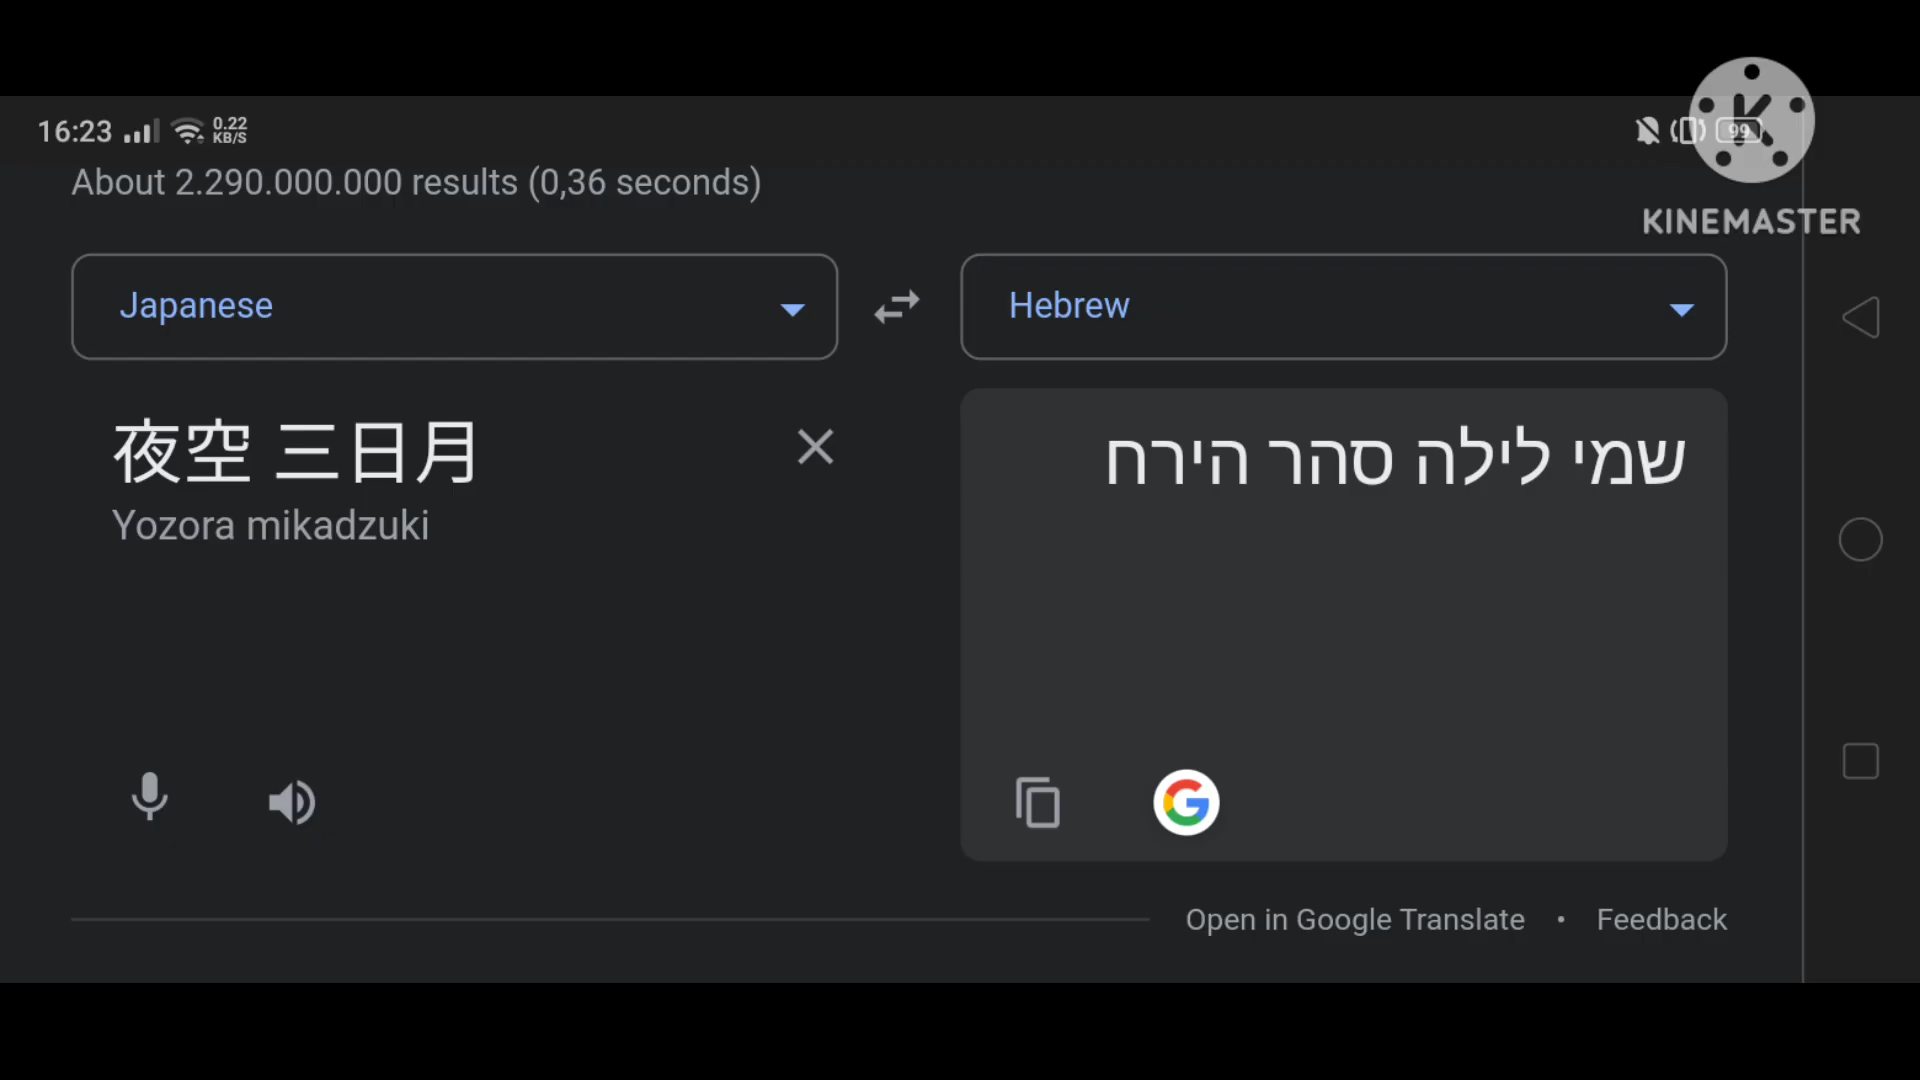 16:23
0.22
KB/S
99
KINEMASTER
About 2.290.000.000 results (0,36 seconds)
Japanese
Hebrew
夜空 三日月
Yozora mikadzuki
שמי לילה סהר הירח
Open in Google Translate • Feedback